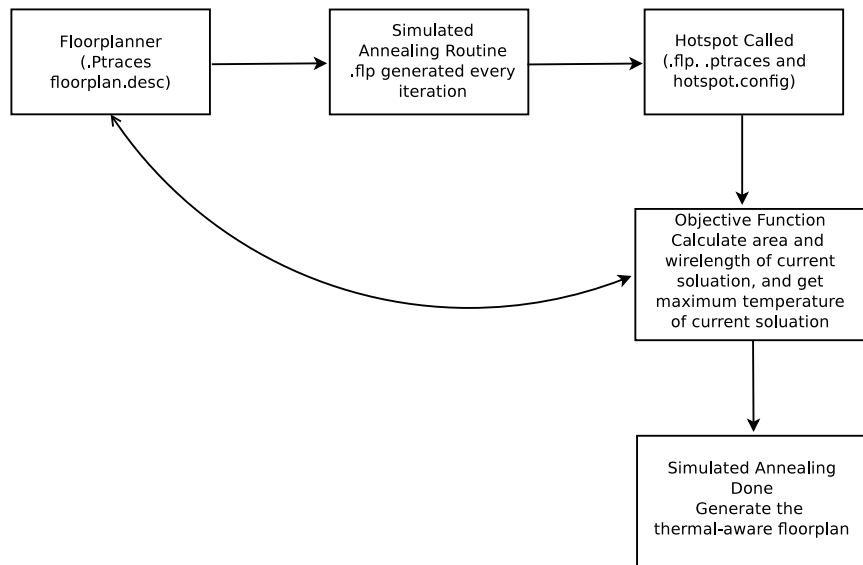 Floorplanner
(.Ptraces
floorplan.desc)
Simulated
Annealing Routine
.flp generated every
iteration
Hotspot Called
(.flp. .ptraces and
hotspot.config)
Objective Function
Calculate area and
wirelength of current
soluation, and get
maximum temperature
of current soluation
Simulated Annealing
Done
Generate the
thermal-aware floorplan